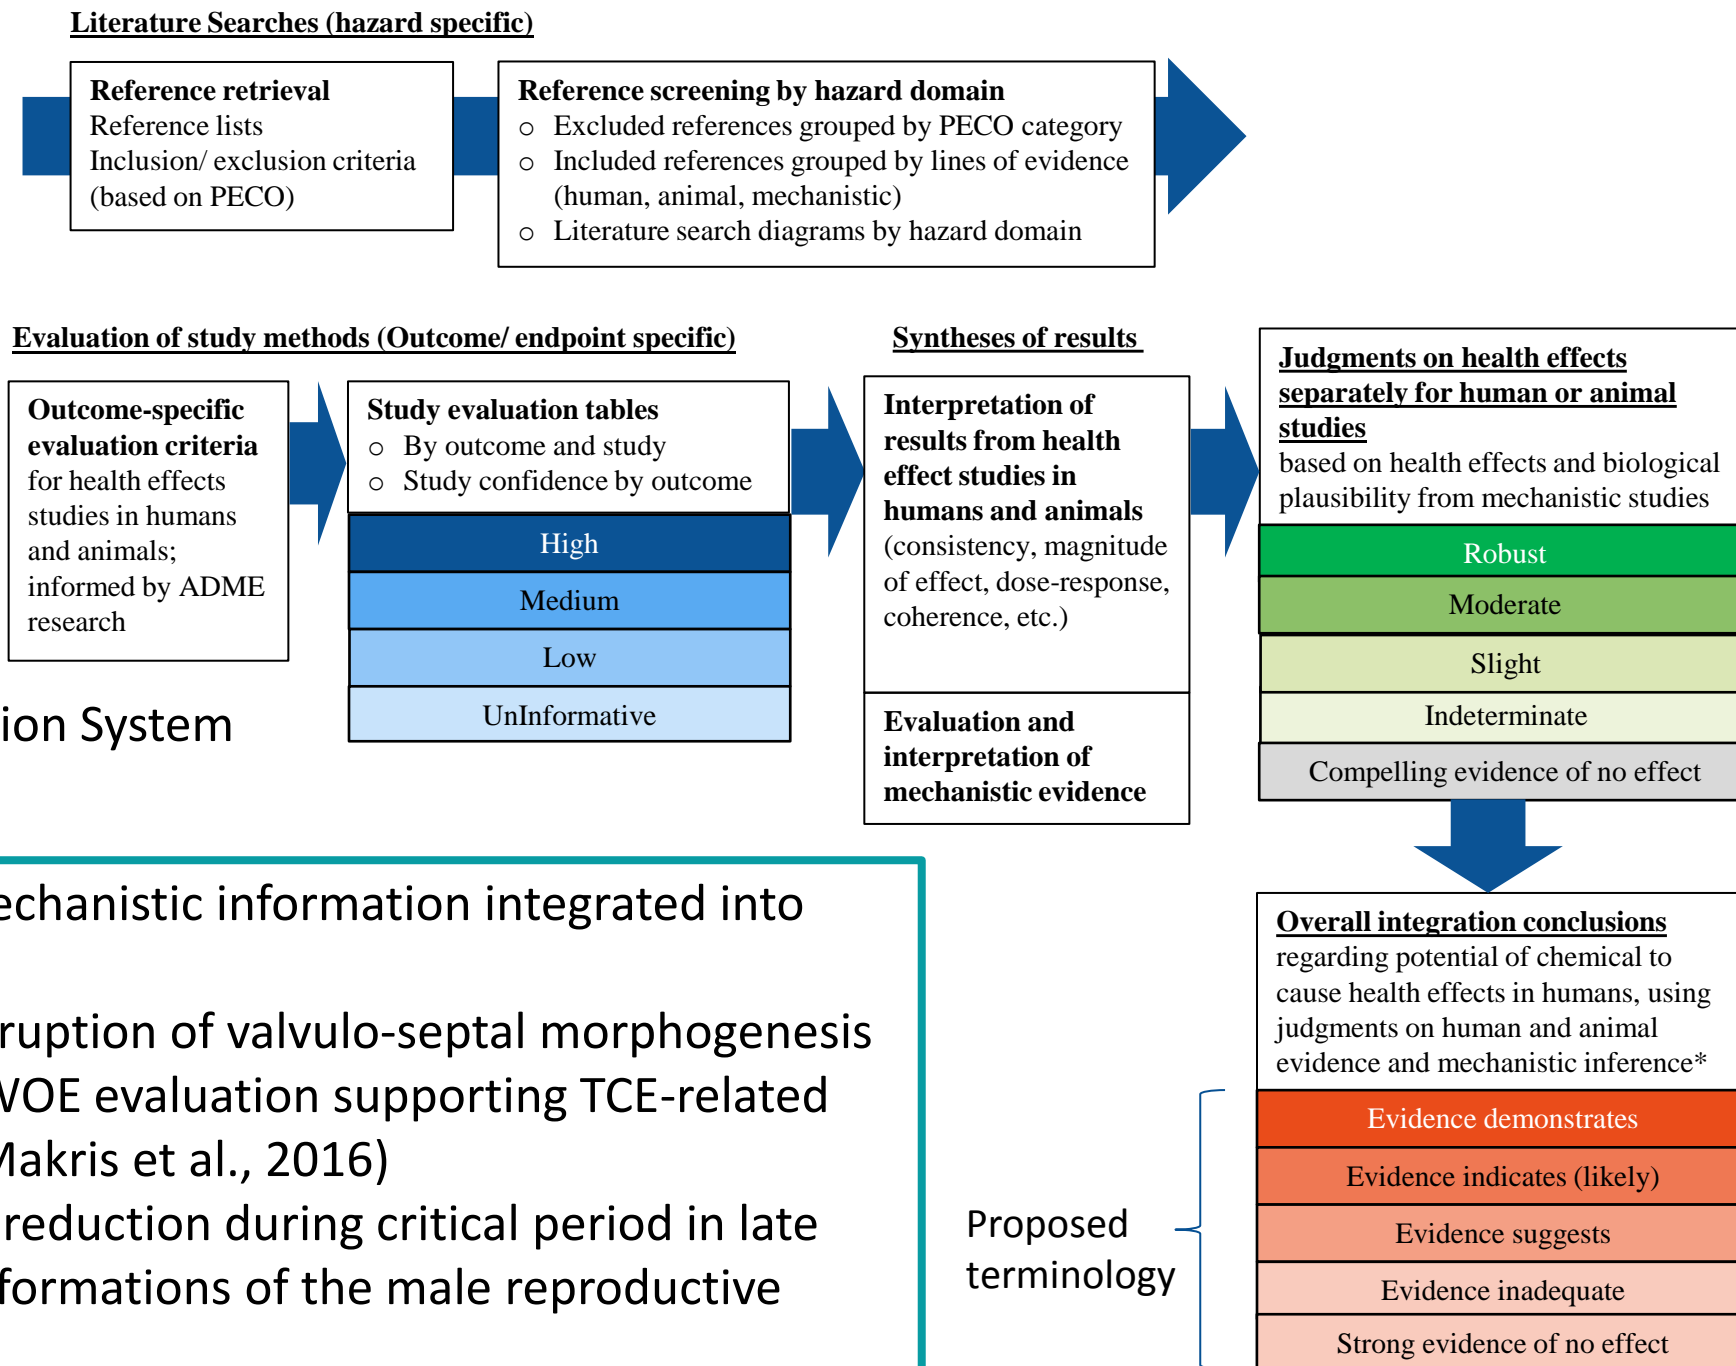 Literature Searches (hazard specific)
Reference retrieval
Reference lists
Inclusion/ exclusion criteria
(based on PECO)
Reference screening by hazard domain
o Excluded references grouped by PECO category
o Included references grouped by lines of evidence
(human, animal, mechanistic)
o Literature search diagrams by hazard domain
Evaluation of study methods (Outcome/ endpoint specific)
Outcome-specific
evaluation criteria
for health effects
studies in humans
and animals;
informed by ADME
research
Study evaluation tables
o By outcome and study
o Study confidence by outcome
High
Medium
Low
UnInformative
Syntheses of results
Interpretation of
results from health
effect studies in
humans and animals
(consistency, magnitude
of effect, dose-response,
coherence, etc.)
Evaluation and
interpretation of
mechanistic evidence
Judgments on health effects
separately for human or animal
studies
based on health effects and biological
plausibility from mechanistic studies
Robust
Moderate
Slight
Indeterminate
Compelling evidence of no effect
ion System
echanistic information integrated into
ruption of valvulo-septal morphogenesis
WOE evaluation supporting TCE-related
Makris et al., 2016)
reduction during critical period in late
formations of the male reproductive
Overall integration conclusions
regarding potential of chemical to
cause health effects in humans, using
judgments on human and animal
evidence and mechanistic inference*
Proposed
terminology
Evidence demonstrates
Evidence indicates (likely)
Evidence suggests
Evidence inadequate
Strong evidence of no effect